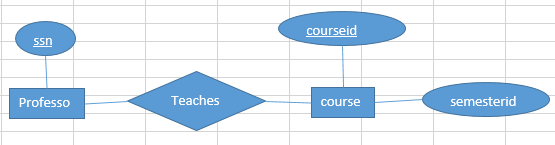 ssn
courseid
Professo
Teaches
course
semesterid